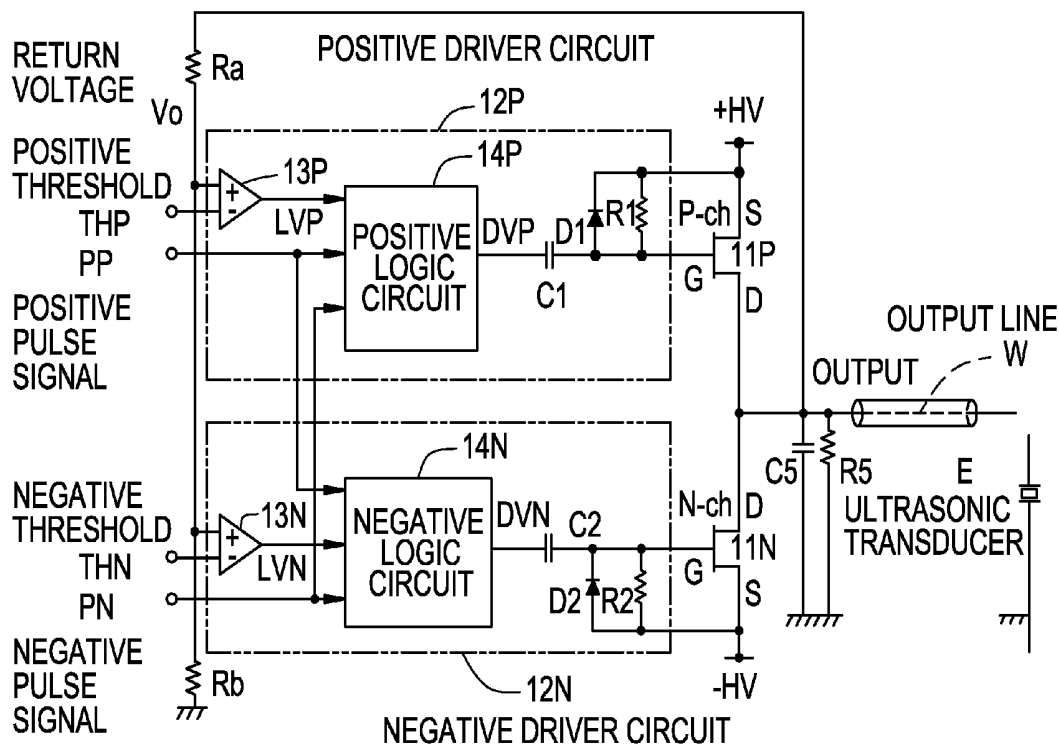 RETURN
VOLTAGE
Ra
Vo
POSITIVE DRIVER CIRCUIT
12P
+HV
POSITIVE
THRESHOLD
THP
PP
13P
+
-
LVP
14P
POSITIVE
LOGIC
CIRCUIT
DVP
C1
D1
R1
P-ch
S
11P
G
D
POSITIVE
PULSE
SIGNAL
OUTPUT LINE
W
OUTPUT
C5
R5
E
ULTRASONIC
TRANSDUCER
NEGATIVE
THRESHOLD
THN
PN
13N
+
-
LVN
14N
NEGATIVE
LOGIC
CIRCUIT
DVN
C2
D2
R2
N-ch
D
11N
G
S
NEGATIVE
PULSE
SIGNAL
Rb
12N
-HV
NEGATIVE DRIVER CIRCUIT